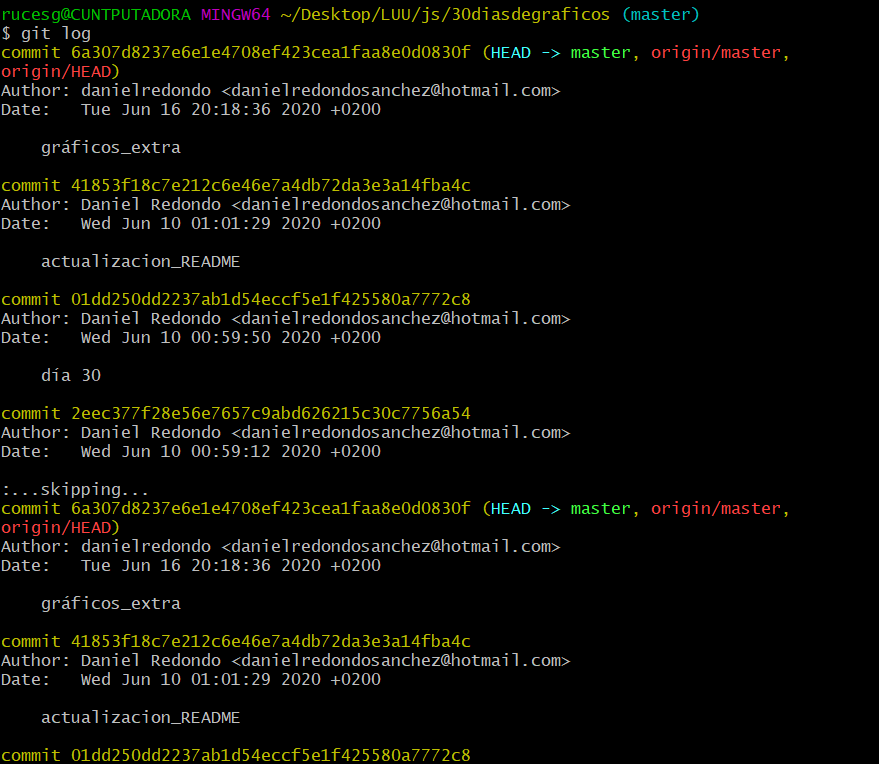 rucesg@CUNTPUTADORA MINGW64 ~/Desktop/LUU/js/30diasdegraficos (master)
$ git log
commit 6a307d8237e6e1e4708ef423cea1faa8e0d0830f (HEAD -> master, origin/master,
origin/HEAD)
Author: danielredondo <danielredondosanchez@hotmail.com>
Date:   Tue Jun 16 20:18:36 2020 +0200

    gráficos_extra

commit 41853f18c7e212c6e46e7a4db72da3e3a14fba4c
Author: Daniel Redondo <danielredondosanchez@hotmail.com>
Date:   Wed Jun 10 01:01:29 2020 +0200

    actualizacion_README

commit 01dd250dd2237ab1d54eccf5e1f425580a7772c8
Author: Daniel Redondo <danielredondosanchez@hotmail.com>
Date:   Wed Jun 10 00:59:50 2020 +0200

    día 30

commit 2eec377f28e56e7657c9abd626215c30c7756a54
Author: Daniel Redondo <danielredondosanchez@hotmail.com>
Date:   Wed Jun 10 00:59:12 2020 +0200

:...skipping...
commit 6a307d8237e6e1e4708ef423cea1faa8e0d0830f (HEAD -> master, origin/master,
origin/HEAD)
Author: danielredondo <danielredondosanchez@hotmail.com>
Date:   Tue Jun 16 20:18:36 2020 +0200

    gráficos_extra

commit 41853f18c7e212c6e46e7a4db72da3e3a14fba4c
Author: Daniel Redondo <danielredondosanchez@hotmail.com>
Date:   Wed Jun 10 01:01:29 2020 +0200

    actualizacion_README

commit 01dd250dd2237ab1d54eccf5e1f425580a7772c8